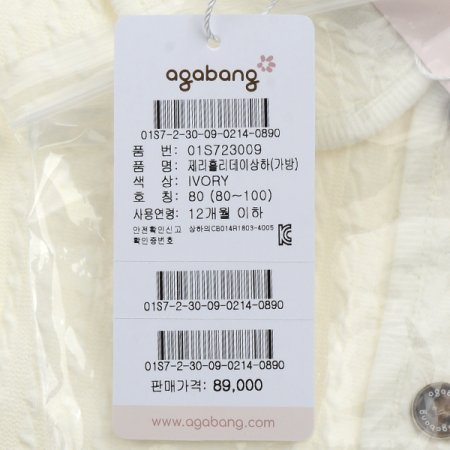 agabang
01S7-2-30-09-0214-0890
품 번: 01S723009
품 명: 제리홀리데이상하(가방)
색 상: IVORY
호 칭: 80 (80~100)
사용연령: 12개월 이하
안전확인신고 상하의CB014R1803-4005
확인증번호
01S7-2-30-09-0214-0890
01S7-2-30-09-0214-0890
판매가격: 89,000
www.agabang.com
agabang